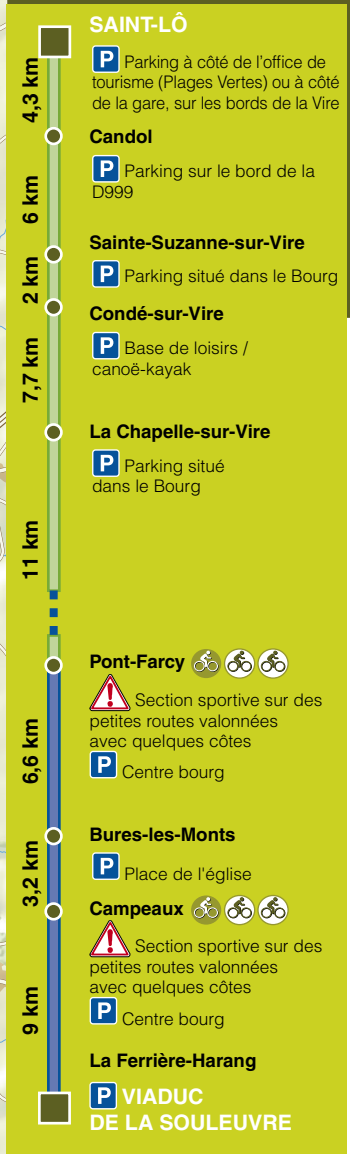 SAINT-LÔ
P Parking à côté de l'office de
tourisme (Plages Vertes) ou à côté
de la gare, sur les bords de la Vire
4,3 km
Candol
P Parking sur le bord de la
D999
6 km
Sainte-Suzanne-sur-Vire
P Parking situé dans le Bourg
2 km
Condé-sur-Vire
P Base de loisirs /
canoë-kayak
7,7 km
La Chapelle-sur-Vire
P Parking situé
dans le Bourg
11 km
Pont-Farcy
Section sportive sur des
petites routes valonnées
avec quelques côtes
P Centre bourg
6,6 km
Bures-les-Monts
P Place de l'église
3,2 km
Campeaux
Section sportive sur des
petites routes valonnées
avec quelques côtes
P Centre bourg
9 km
La Ferrière-Harang
P VIADUC
DE LA SOULEUVRE